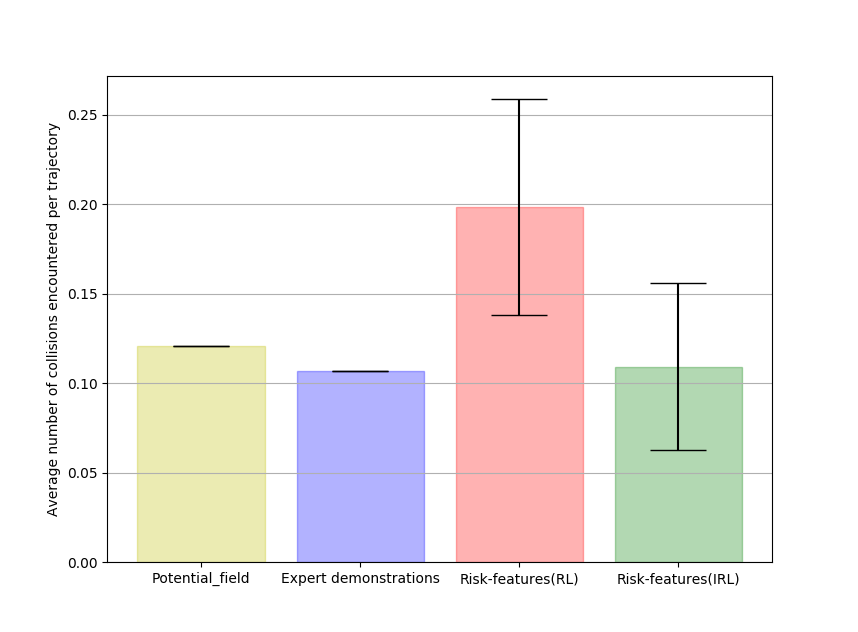 Average number of collisions encountered per trajectory
0.25
0.20
0.15
0.10
0.05
0.00
Potential_field
Expert demonstrations
Risk-features(RL)
Risk-features(IRL)